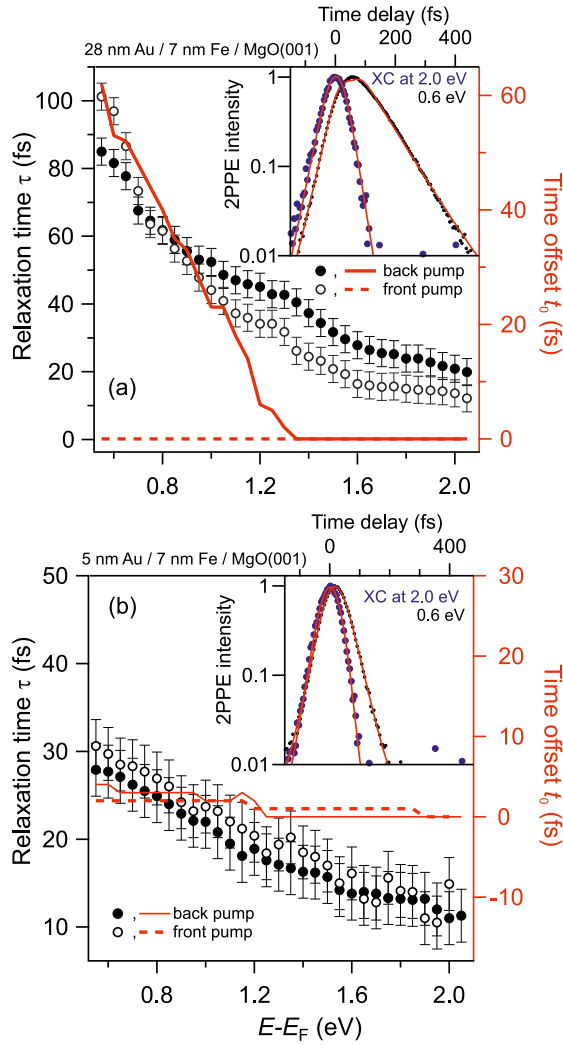 Time delay (fs)
28 nm Au / 7 nm Fe / MgO(001)
0 200 400
100
80
60
40
20
0
Relaxation time τ (fs)
1
0.1
0.01
2PPE intensity
XC at 2.0 eV
0.6 eV
, back pump
front pump
60
40
20
0
Time offset t0 (fs)
(a)
0.8 1.2 1.6 2.0
Time delay (fs)
5 nm Au / 7 nm Fe / MgO(001)
0 400
50
40
30
20
10
Relaxation time τ (fs)
(b)
1
0.1
0.01
2PPE intensity
XC at 2.0 eV
0.6 eV
30
20
10
0
-10
Time offset t0 (fs)
, back pump
, front pump
0.8 1.2 1.6 2.0
E-EF (eV)